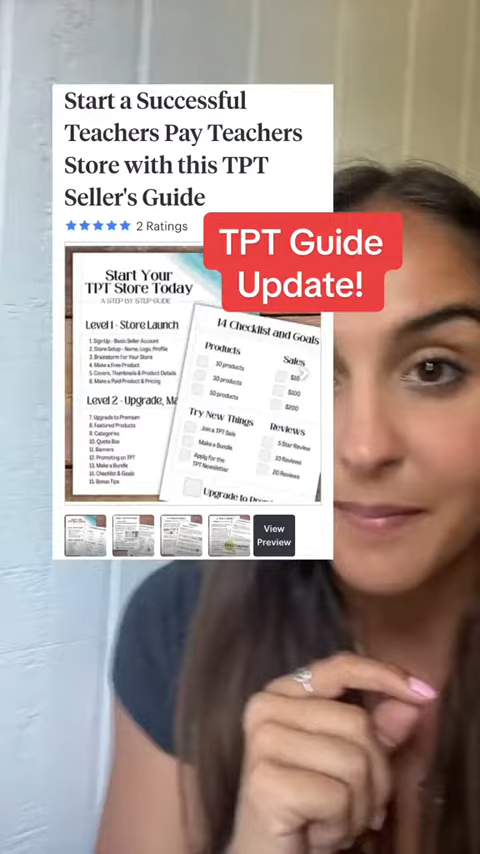 Start a Successful
Teachers Pay Teachers
Store with this TPT
Seller's Guide
2 Ratings
TPT Guide
Update!
Start Your
TPT Store Today
A STEP BY STEP GUIDE
Level 1 - Store Launch
1. Sign Up - Basic Seller Account
2. Store Setup - Name, Logo, Profile
3. Brainstorm For Your Store
4. Make a Free Product
5. Covers, Thumbnails & Product Details
6. Make a Paid Product & Pricing
Level 2 - Upgrade, Ma
7. Upgrade to Premium
8. Featured Products
9. Categories
10. Quote Box
11. Banners
12. Promoting on TPT
13. Make a Bundle
14. Checklist & Goals
15. Bonus Tips
14 Checklist and Goals
Products
10 products
30 products
50 products
Sales
$100
$200
Try New Things
Join a TPT Sale
Make a Bundle
Apply for the
TPT Newsletter
Reviews
5 Star Review
10 Reviews
20 Reviews
Upgrade to
View
Preview